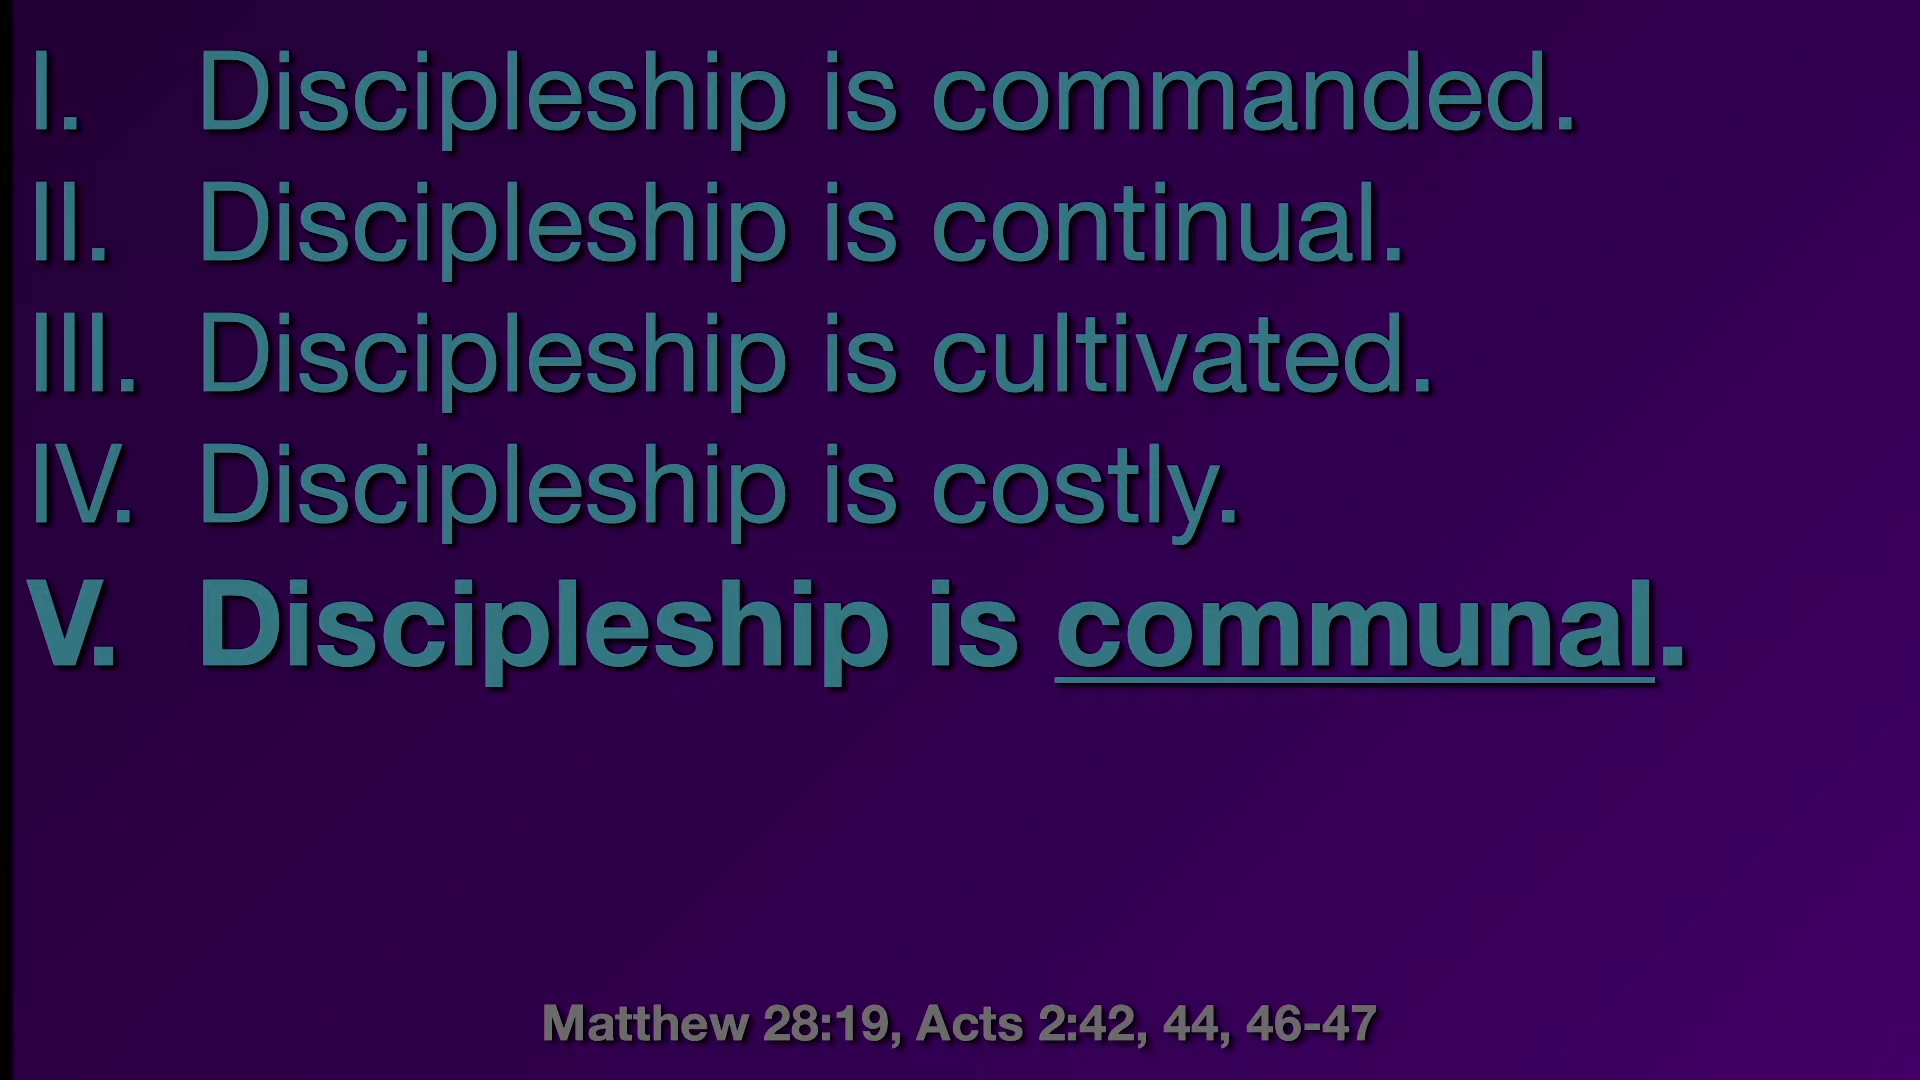 I. Discipleship is commanded.
II. Discipleship is continual.
III. Discipleship is cultivated.
IV. Discipleship is costly.
V. Discipleship is communal.
Matthew 28:19, Acts 2:42, 44, 46-47